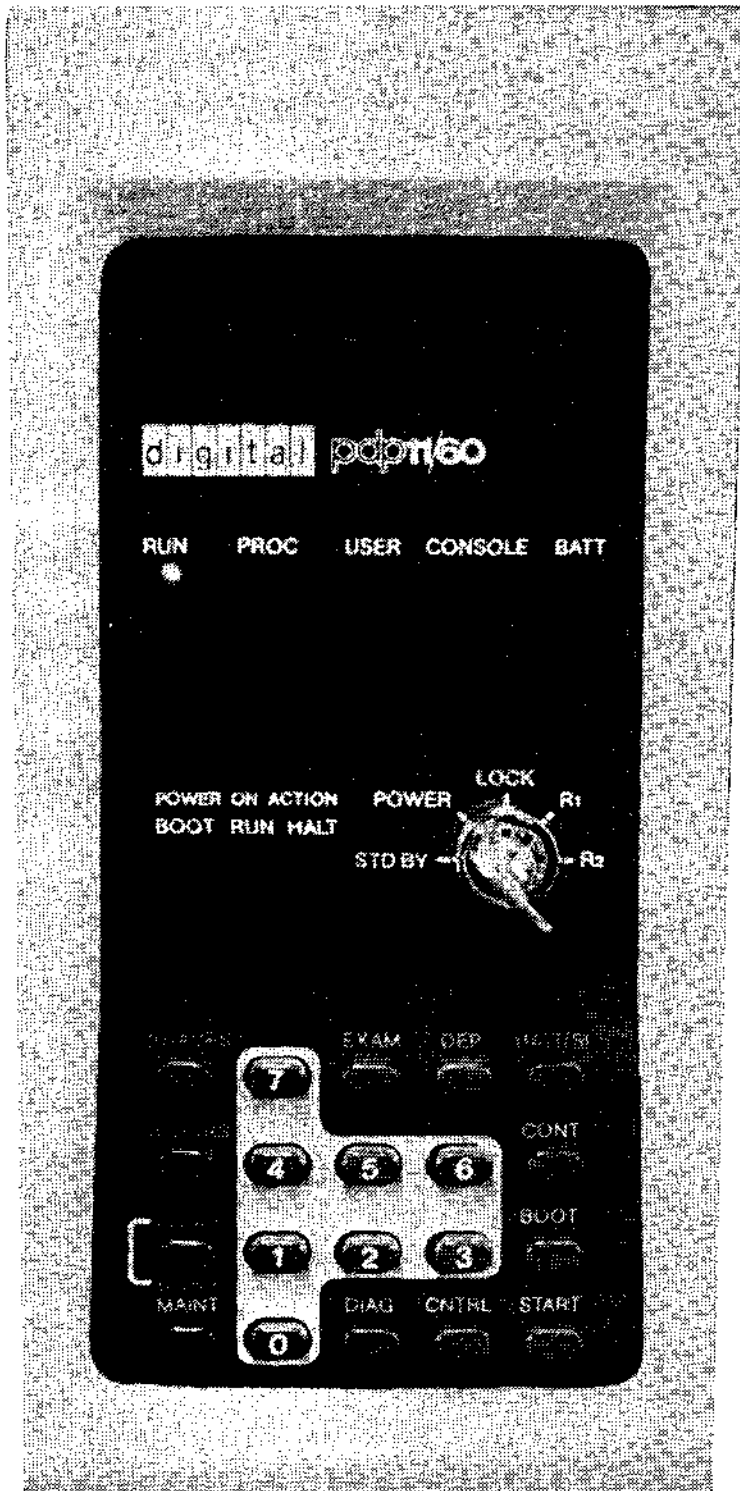 digital pdp11/60
RUN PROC USER CONSOLE BATT
LOCK
POWER ON ACTION POWER R1
BOOT RUN HALT
STD BY R2
EXAM DEP
7
CONT
4 5 6
BOOT
1 2 3
MAINT DIAG CNTRL START
0